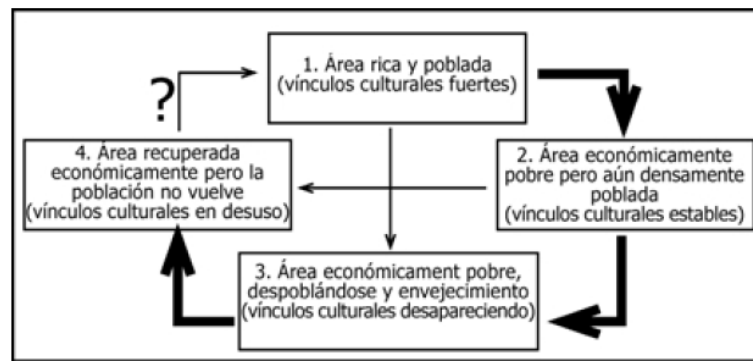 1. Área rica y poblada
(vínculos culturales fuertes)
?
4. Área recuperada
económicamente pero la
población no vuelve
(vínculos culturales en desuso)
2. Área económicamente
pobre pero aún densamente
poblada
(vínculos culturales estables)
3. Área económicament pobre,
despoblándose y envejecimiento
(vínculos culturales desapareciendo)